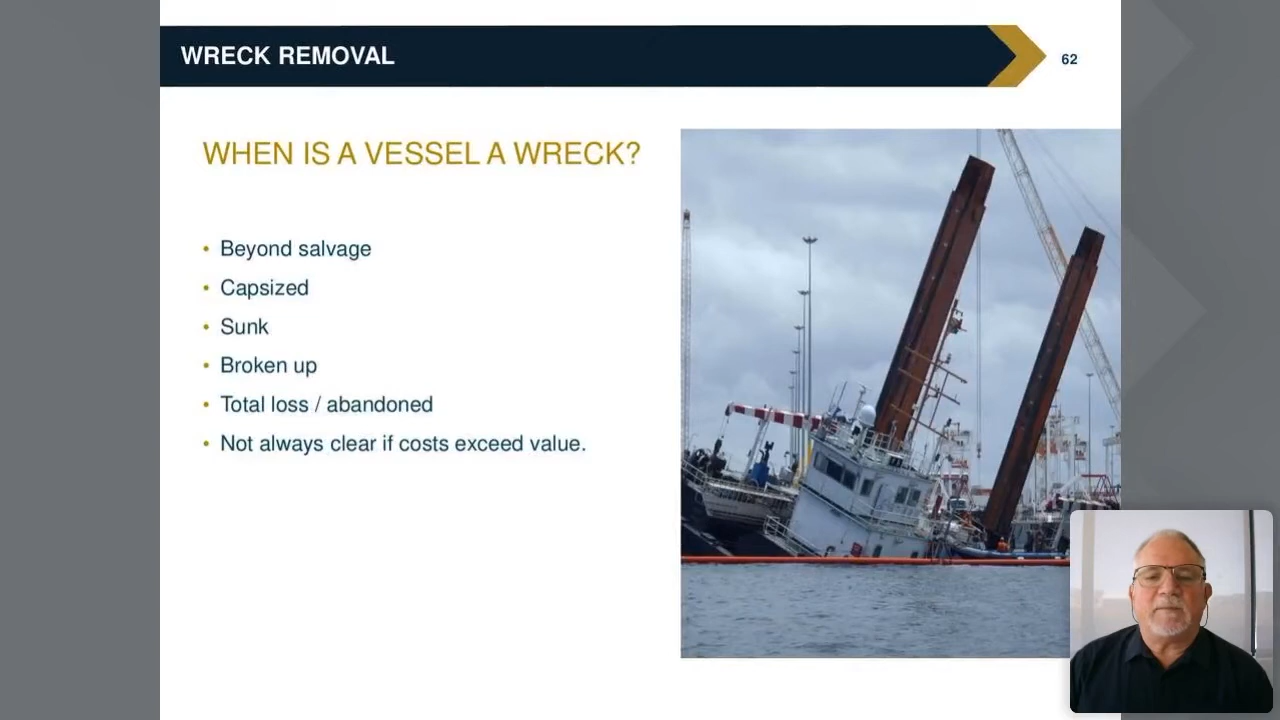 WRECK REMOVAL
62
WHEN IS A VESSEL A WRECK?
• Beyond salvage
• Capsized
• Sunk
• Broken up
• Total loss / abandoned
• Not always clear if costs exceed value.